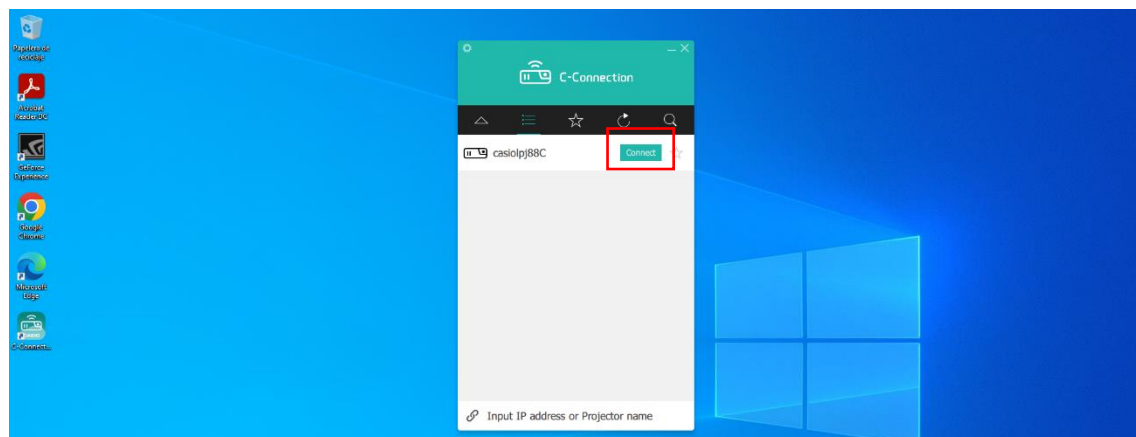 Papelera de
reciclaje
Acrobat
Reader DC
GeForce
Experience
Google
Chrome
Microsoft
Edge
C-Connect...
C-Connection
casiolpj88C
Connect
Input IP address or Projector name